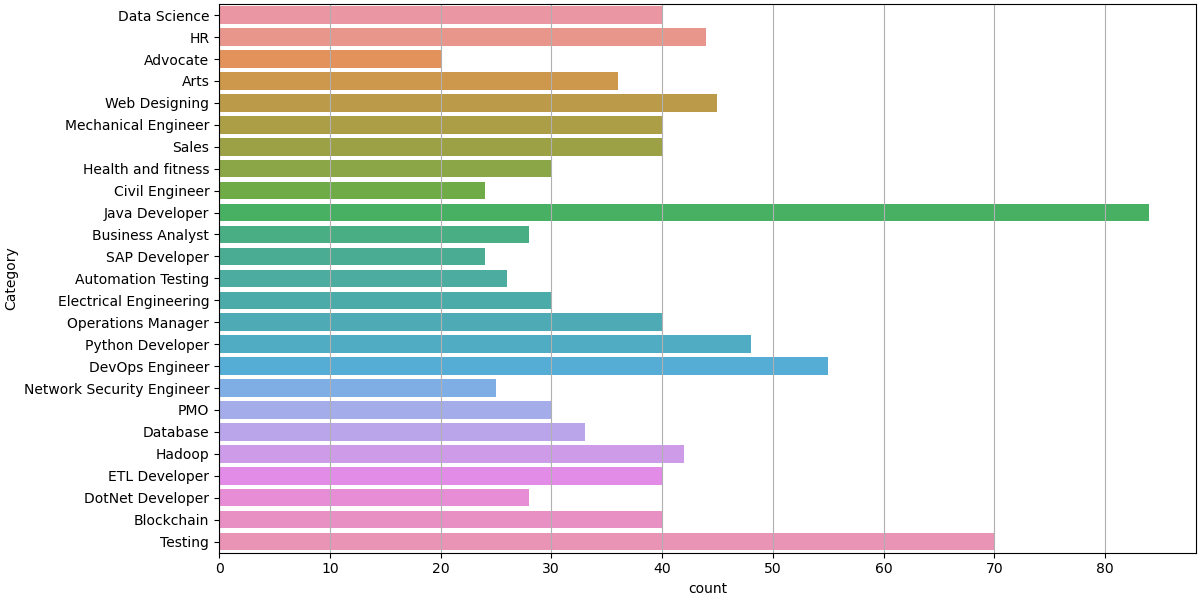 Category
Data Science
HR
Advocate
Arts
Web Designing
Mechanical Engineer
Sales
Health and fitness
Civil Engineer
Java Developer
Business Analyst
SAP Developer
Automation Testing
Electrical Engineering
Operations Manager
Python Developer
DevOps Engineer
Network Security Engineer
PMO
Database
Hadoop
ETL Developer
DotNet Developer
Blockchain
Testing
0 10 20 30 40 50 60 70 80
count